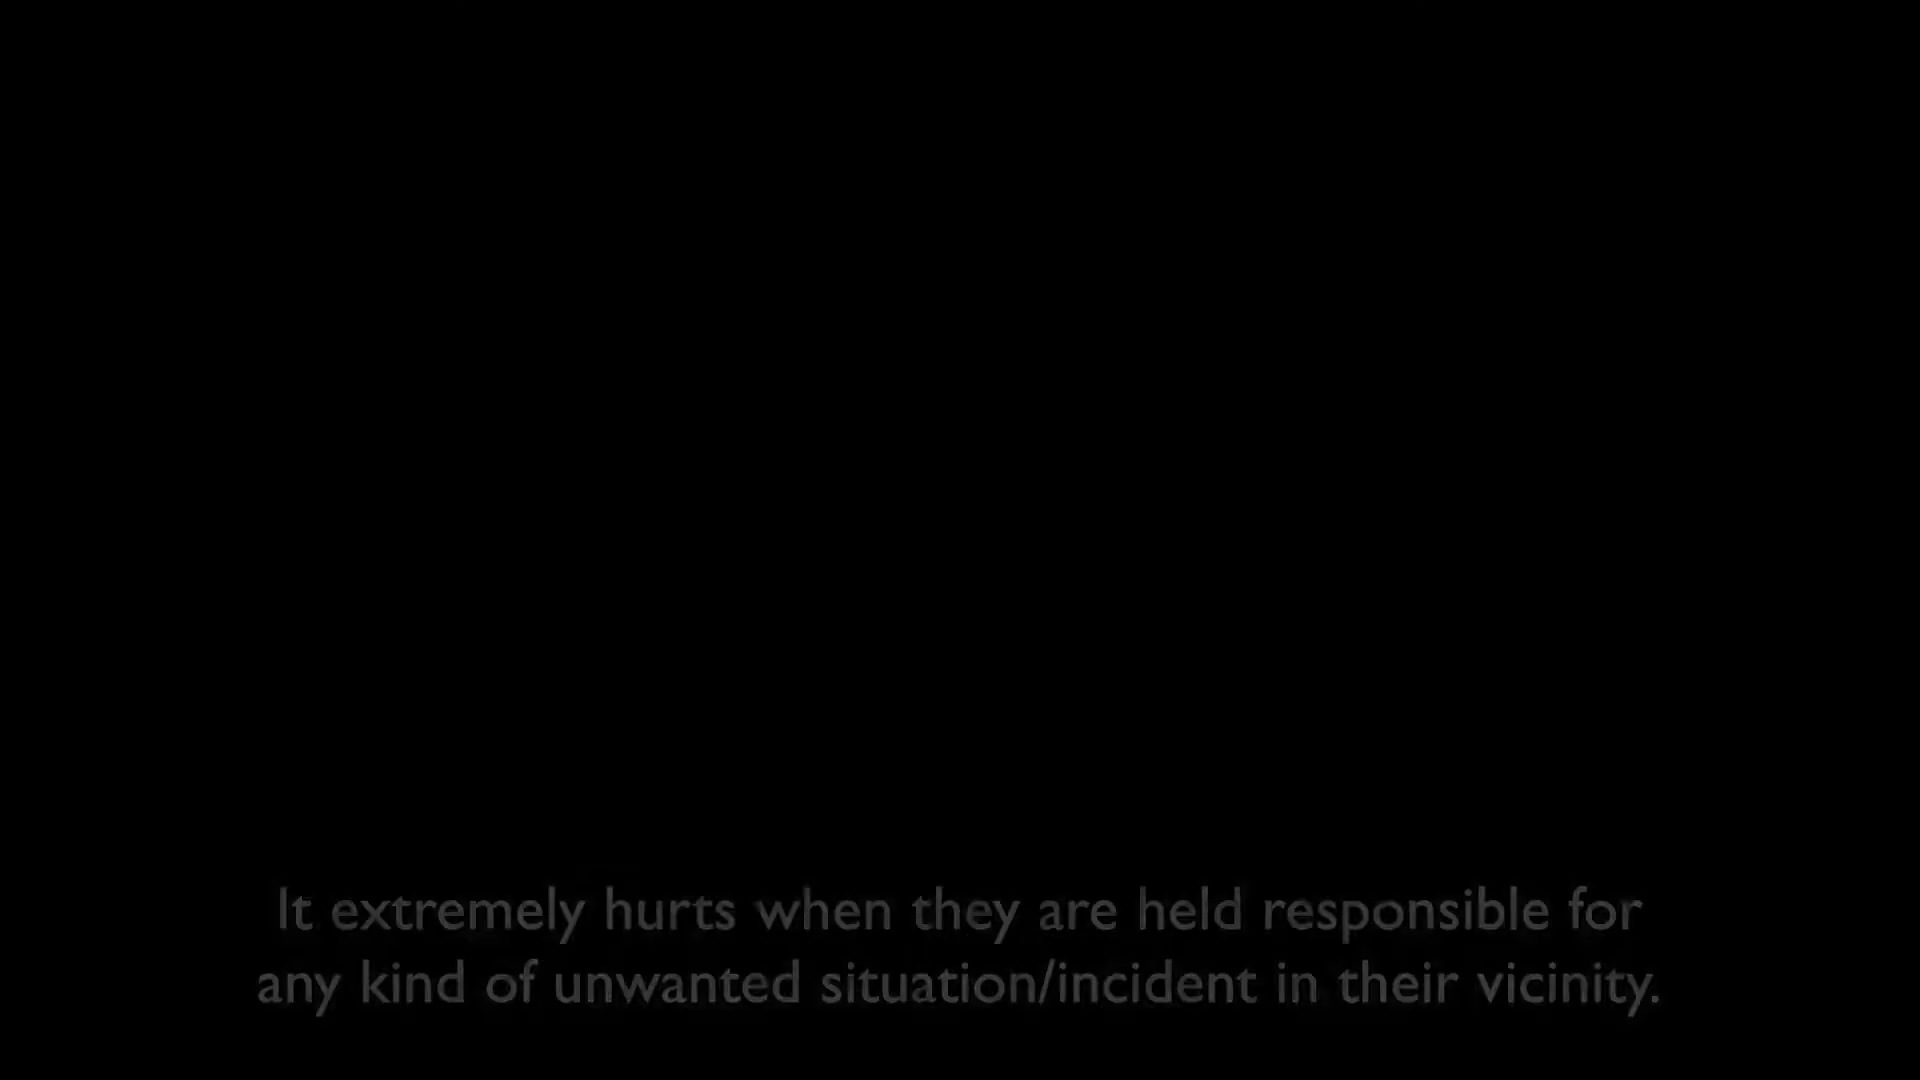 It extremely hurts when they are held responsible for
any kind of unwanted situation/incident in their vicinity.